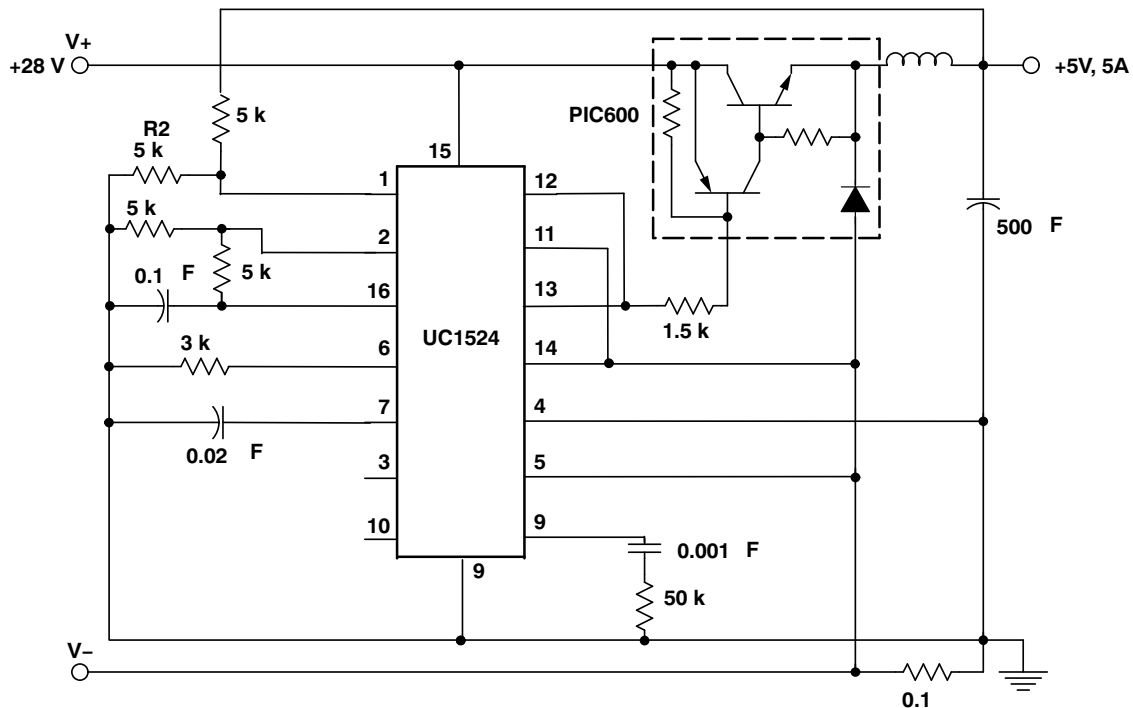 V+
+28 V
+5V, 5A
PIC600
5 k
R2
5 k
15
1
12
5 k
2
11
0.1 F
5 k
16
13
500 F
UC1524
1.5 k
3 k
6
14
7
4
0.02 F
3
5
10
9
0.001 F
9
50 k
V–
0.1